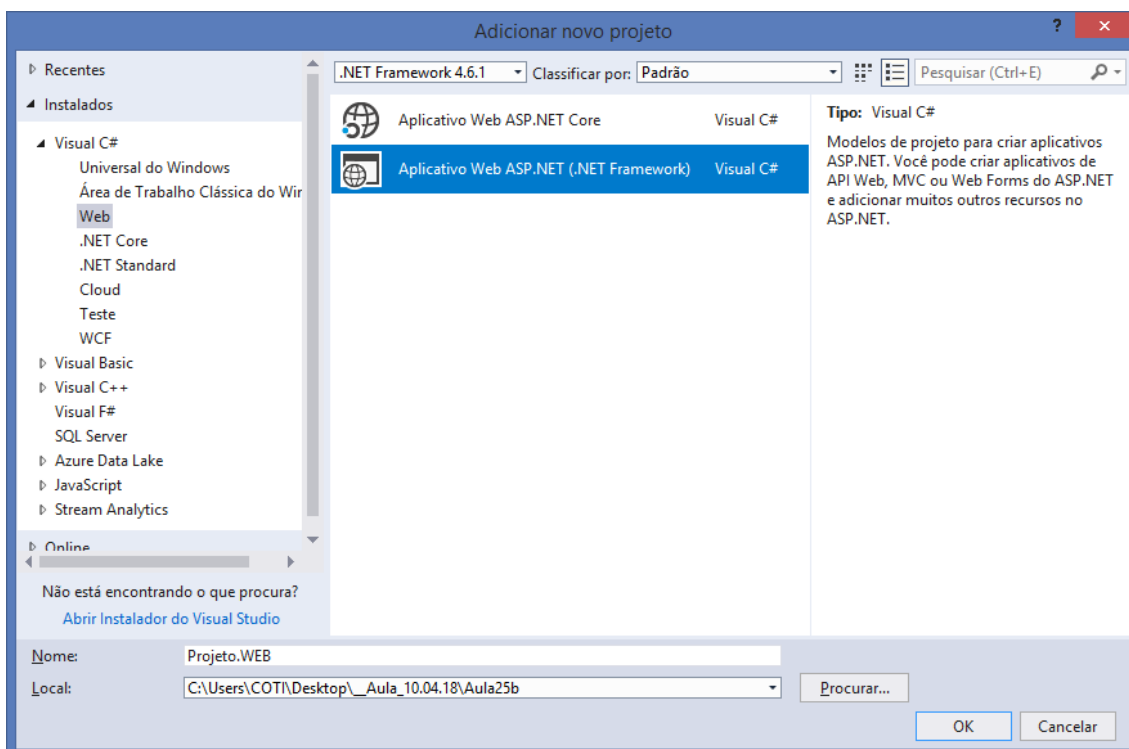 Adicionar novo projeto
? ×
Recentes
Instalados
Visual C#
Universal do Windows
Área de Trabalho Clássica do Wir
Web
.NET Core
.NET Standard
Cloud
Teste
WCF
Visual Basic
Visual C++
Visual F#
SQL Server
Azure Data Lake
JavaScript
Stream Analytics
Online
Não está encontrando o que procura?
Abrir Instalador do Visual Studio
.NET Framework 4.6.1 Classificar por: Padrão
Pesquisar (Ctrl+E)
Aplicativo Web ASP.NET Core Visual C#
Aplicativo Web ASP.NET (.NET Framework) Visual C#
Tipo: Visual C#
Modelos de projeto para criar aplicativos
ASP.NET. Você pode criar aplicativos de
API Web, MVC ou Web Forms do ASP.NET
e adicionar muitos outros recursos no
ASP.NET.
Nome: Projeto.WEB
Local: C:\Users\COTI\Desktop\__Aula_10.04.18\Aula25b
Procurar...
OK Cancelar